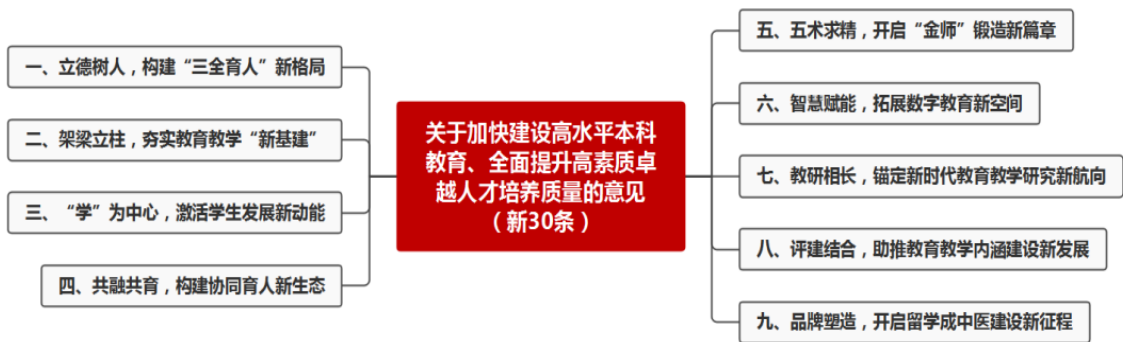 一、立德树人，构建“三全育人”新格局
二、架梁立柱，夯实教育教学“新基建”
三、“学”为中心，激活学生发展新动能
四、共融共育，构建协同育人新生态
关于加快建设高水平本科
教育、全面提升高素质卓
越人才培养质量的意见
（新30条）
五、五术求精，开启“金师”锻造新篇章
六、智慧赋能，拓展数字教育新空间
七、教研相长，锚定新时代教育教学研究新航向
八、评建结合，助推教育教学内涵建设新发展
九、品牌塑造，开启留学成中医建设新征程